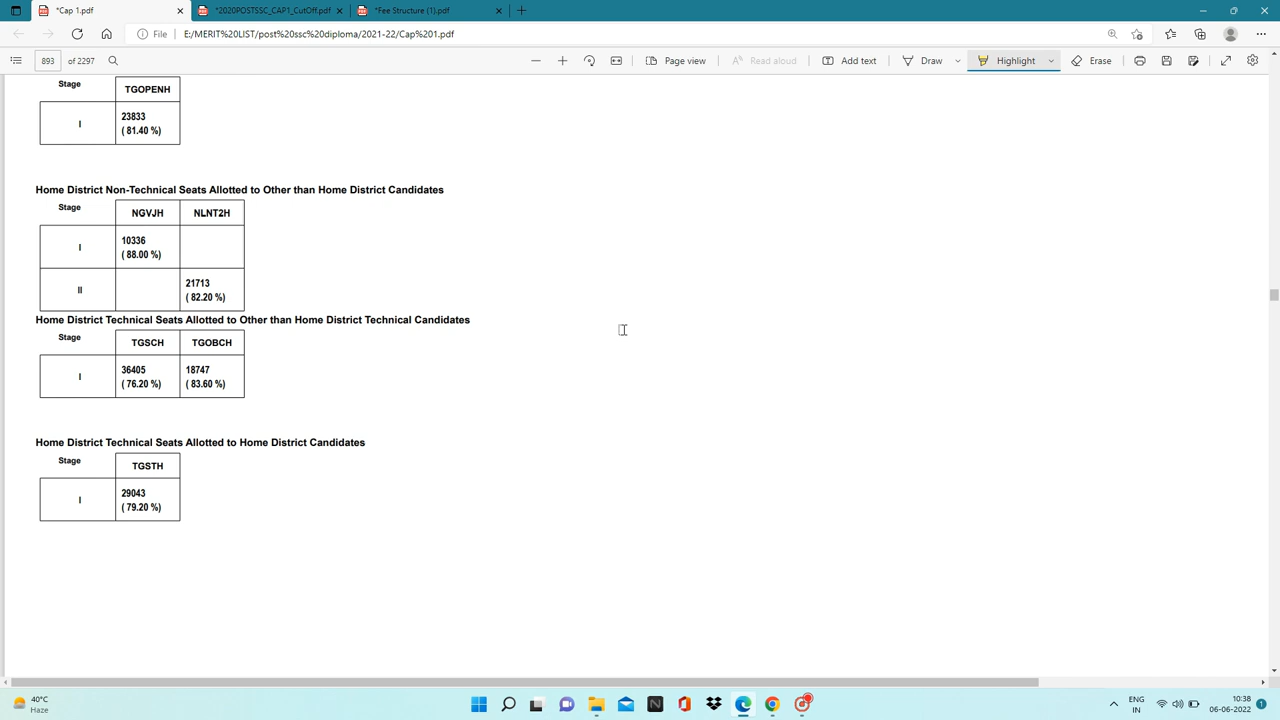 *Cap 1.pdf
*2020POSTSSC_CAP1_CutOff.pdf
*Fee Structure (1).pdf
File
E:/MERIT%20LIST/post%20ssc%20diploma/2021-22/Cap%201.pdf
893 of 2297
Page view
Read aloud
Add text
Draw
Highlight
Erase
Stage TGOPENH
I 23833
( 81.40 %)
Home District Non-Technical Seats Allotted to Other than Home District Candidates
Stage NGVJH NLNT2H
I 10336
( 88.00 %)
II 21713
( 82.20 %)
Home District Technical Seats Allotted to Other than Home District Technical Candidates
Stage TGSCH TGOBCH
I 36405 18747
( 76.20 %) ( 83.60 %)
Home District Technical Seats Allotted to Home District Candidates
Stage TGSTH
I 29043
( 79.20 %)
40°C
Haze
ENG
IN
10:38
06-06-2022
1